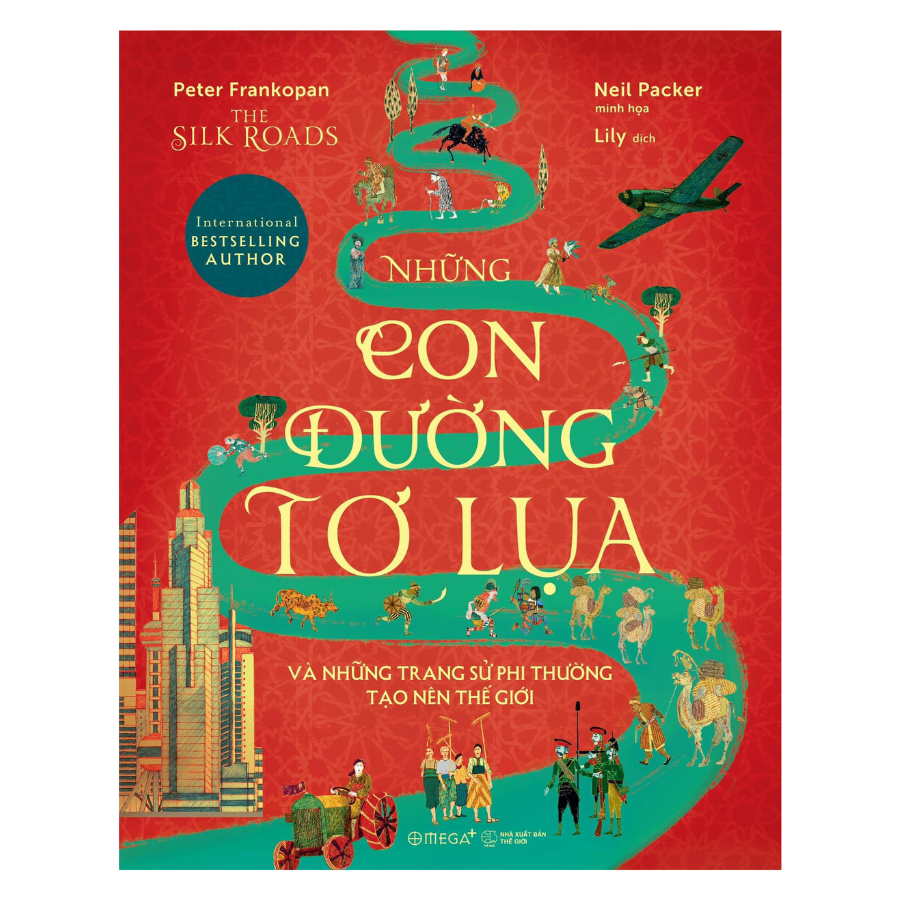 Peter Frankopan
THE
SILK ROADS
Neil Packer
minh họa
Lily dịch
International
BESTSELLING
AUTHOR
NHỮNG
CON
ĐƯỜNG
TƠ LỤA
VÀ NHỮNG TRANG SỬ PHI THƯỜNG
TẠO NÊN THẾ GIỚI
OMEGA+
NHÀ XUẤT BẢN
THẾ GIỚI